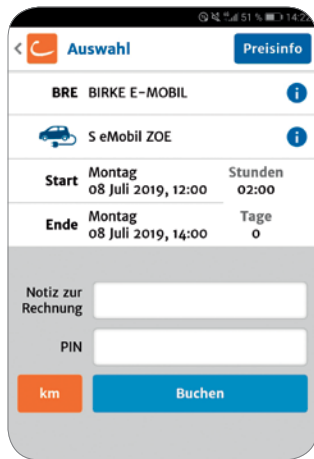 51 % 14:22
Auswahl Preisinfo
BRE BIRKE E-MOBIL i
S eMobil ZOE i
Start Montag
08 Juli 2019, 12:00
Stunden
02:00
Ende Montag
08 Juli 2019, 14:00
Tage
0
Notiz zur
Rechnung
PIN
km Buchen